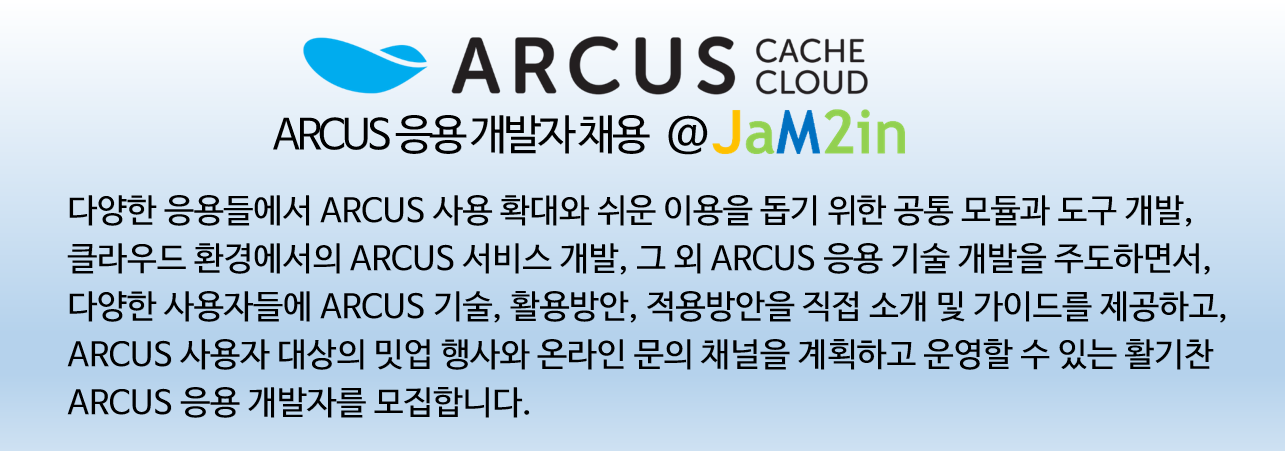 ARCUS CACHE CLOUD
ARCUS 응용 개발자 채용 @ JaM2in
다양한 응용들에서 ARCUS 사용 확대와 쉬운 이용을 돕기 위한 공통 모듈과 도구 개발,
클라우드 환경에서의 ARCUS 서비스 개발, 그 외 ARCUS 응용 기술 개발을 주도하면서,
다양한 사용자들에 ARCUS 기술, 활용방안, 적용방안을 직접 소개 및 가이드를 제공하고,
ARCUS 사용자 대상의 밋업 행사와 온라인 문의 채널을 계획하고 운영할 수 있는 활기찬
ARCUS 응용 개발자를 모집합니다.